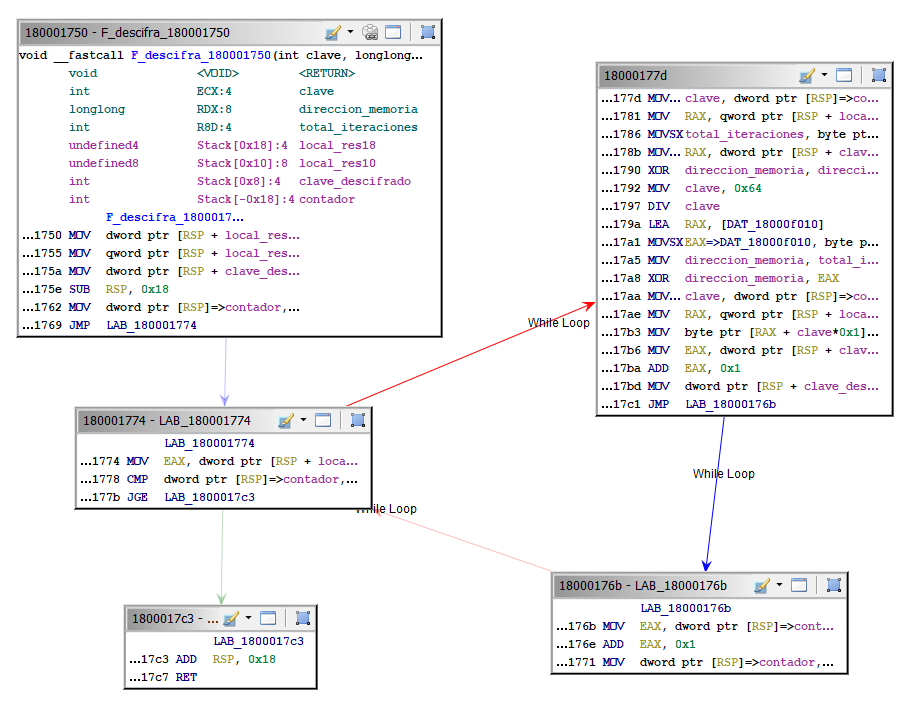 180001750 - F_descifra_180001750
void __fastcall F_descifra_180001750(int clave, longlong...
void <VOID> <RETURN>
int ECX:4 clave
longlong RDX:8 direccion_memoria
int R8D:4 total_iteraciones
undefined4 Stack[0x18]:4 local_res18
undefined8 Stack[0x10]:8 local_res10
int Stack[0x8]:4 clave_descifrado
int Stack[-0x18]:4 contador
F_descifra_1800017...
...1750 MOV dword ptr [RSP + local_res...
...1755 MOV qword ptr [RSP + local_res...
...175a MOV dword ptr [RSP + clave_des...
...175e SUB RSP, 0x18
...1762 MOV dword ptr [RSP]=>contador,...
...1769 JMP LAB_180001774
18000177d
...177d MOV... clave, dword ptr [RSP]=>co...
...1781 MOV RAX, qword ptr [RSP + loca...
...1786 MOVSX total_iteraciones, byte pt...
...178b MOV... RAX, dword ptr [RSP + clav...
...1790 XOR direccion_memoria, direcci...
...1792 MOV clave, 0x64
...1797 DIV clave
...179a LEA RAX, [DAT_18000f010]
...17a1 MOVSX EAX=>DAT_18000f010, byte p...
...17a5 MOV direccion_memoria, total_i...
...17a8 XOR direccion_memoria, EAX
...17aa MOV... clave, dword ptr [RSP]=>co...
...17ae MOV RAX, qword ptr [RSP + loca...
...17b3 MOV byte ptr [RAX + clave*0x1]...
...17b6 MOV EAX, dword ptr [RSP + clav...
...17ba ADD EAX, 0x1
...17bd MOV dword ptr [RSP + clave_des...
...17c1 JMP LAB_18000176b
While Loop
180001774 - LAB_180001774
LAB_180001774
...1774 MOV EAX, dword ptr [RSP + loca...
...1778 CMP dword ptr [RSP]=>contador,...
...177b JGE LAB_1800017c3
While Loop
While Loop
18000176b - LAB_18000176b
LAB_18000176b
...176b MOV EAX, dword ptr [RSP]=>cont...
...176e ADD EAX, 0x1
...1771 MOV dword ptr [RSP]=>contador,...
1800017c3 - ...
LAB_1800017c3
...17c3 ADD RSP, 0x18
...17c7 RET